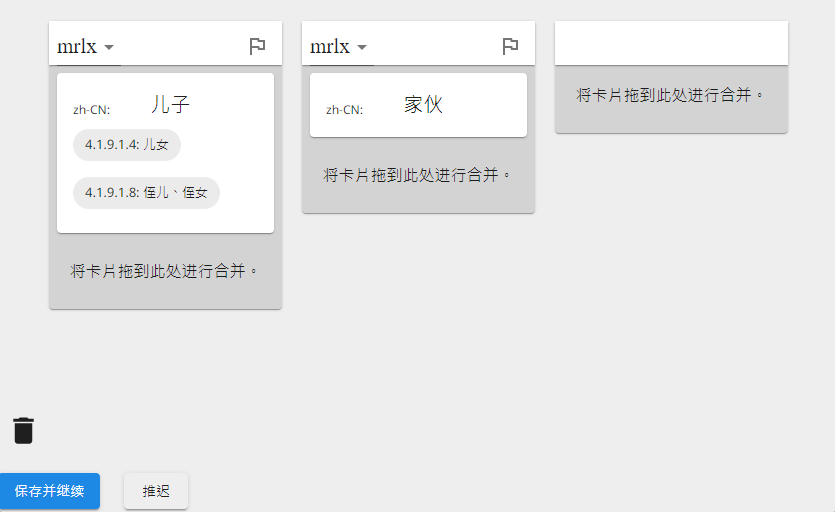 mrlx
zh-CN: 儿子
4.1.9.1.4: 儿女
4.1.9.1.8: 侄儿、侄女
将卡片拖到此处进行合并。
mrlx
zh-CN: 家伙
将卡片拖到此处进行合并。
将卡片拖到此处进行合并。
保存并继续
推迟